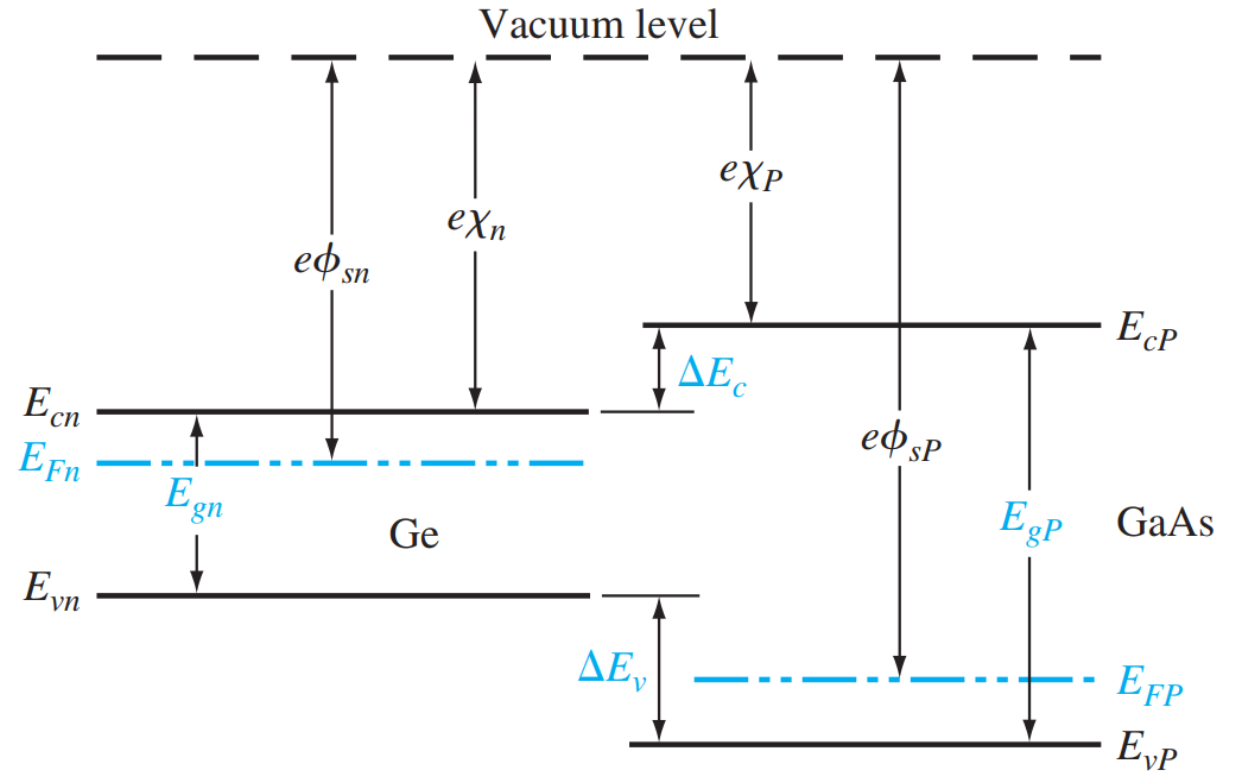 Vacuum level
eχP
eχn
eϕsn
EcP
ΔEc
Ecn
eϕsP
EFn
Egn
EgP
GaAs
Ge
Evn
ΔEv
EFP
EvP